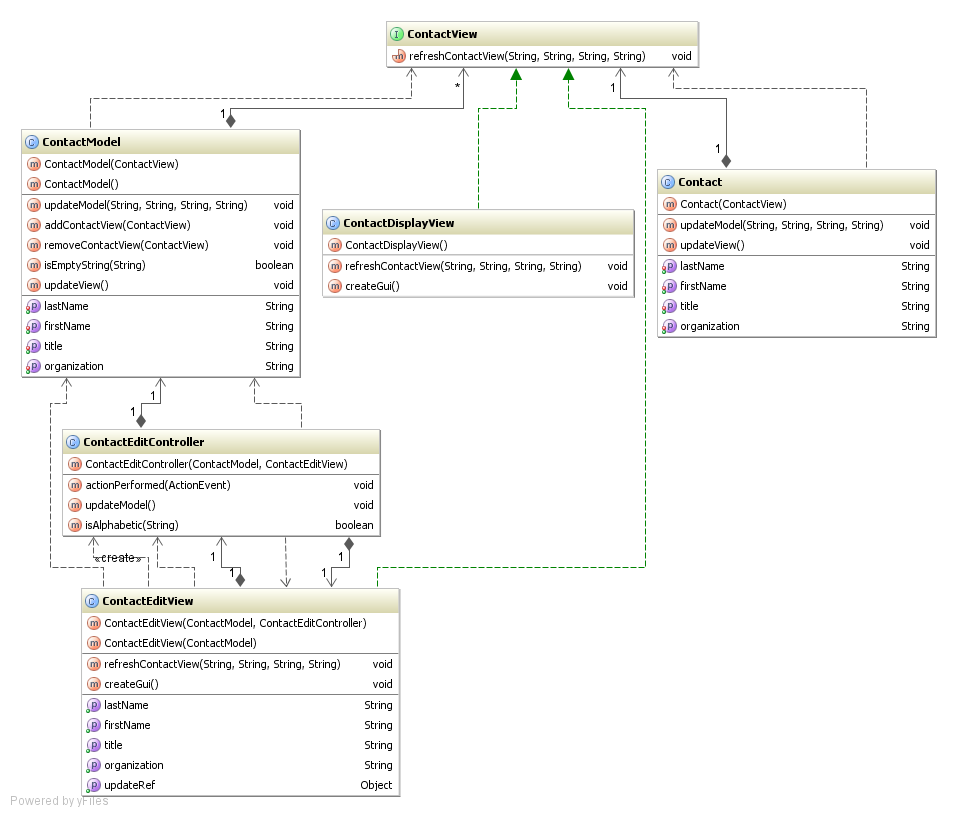 ContactView
refreshContactView(String, String, String, String) void
*
1
1
1
ContactModel
ContactModel(ContactView)
ContactModel()
updateModel(String, String, String, String) void
addContactView(ContactView) void
removeContactView(ContactView) void
isEmptyString(String) boolean
updateView() void
lastName String
firstName String
title String
organization String
Contact
Contact(ContactView)
updateModel(String, String, String, String) void
updateView() void
lastName String
firstName String
title String
organization String
ContactDisplayView
ContactDisplayView()
refreshContactView(String, String, String, String) void
createGui() void
1
1
ContactEditController
ContactEditController(ContactModel, ContactEditView)
actionPerformed(ActionEvent) void
updateModel() void
isAlphabetic(String) boolean
«create»
1
1
1
1
ContactEditView
ContactEditView(ContactModel, ContactEditController)
ContactEditView(ContactModel)
refreshContactView(String, String, String, String) void
createGui() void
lastName String
firstName String
title String
organization String
updateRef Object
Powered by yFiles